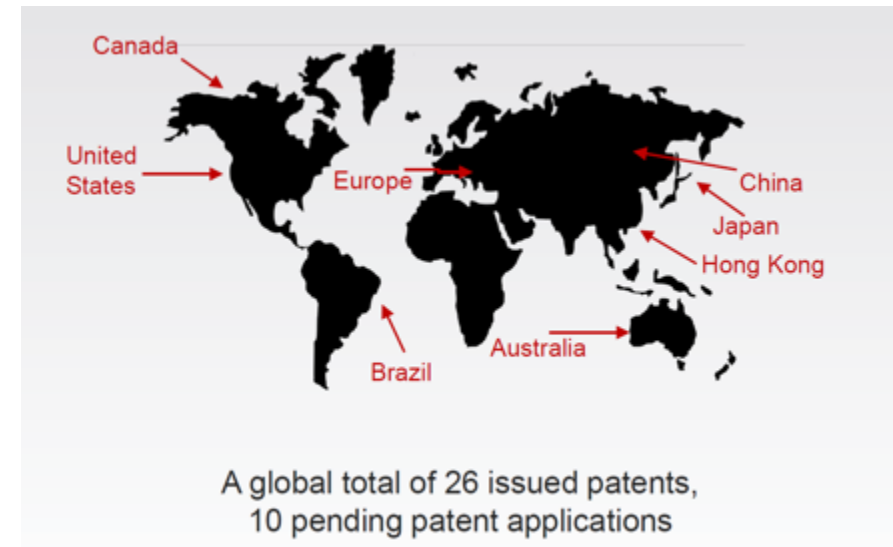 Canada
United
States
Europe
China
Japan
Hong Kong
Australia
Brazil
A global total of 26 issued patents,
10 pending patent applications